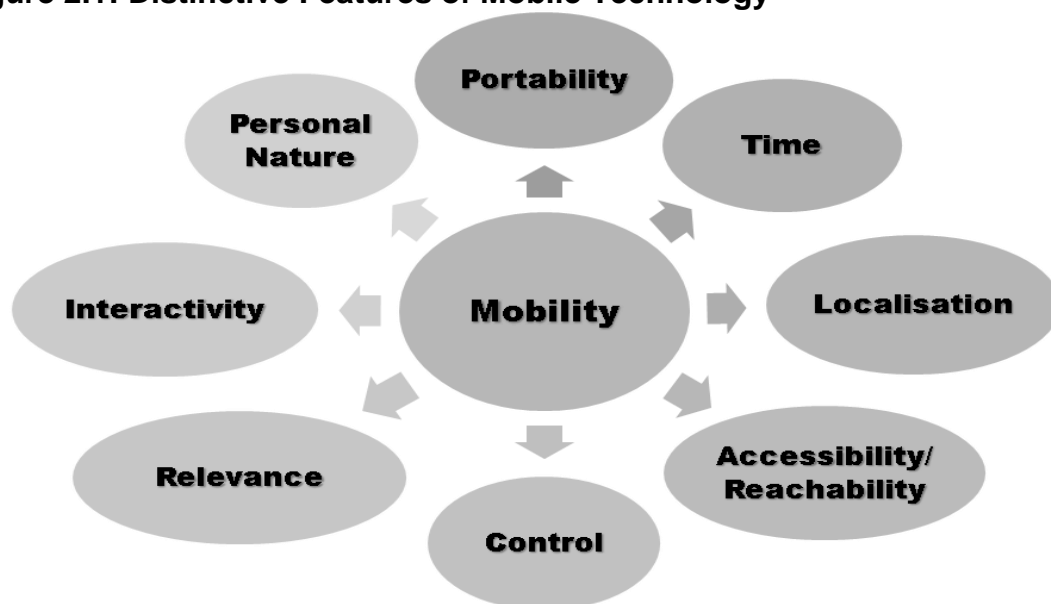 gure 2.1: Distinctive Features of Mobile Technology
Portability
Personal
Nature
Time
Interactivity
Mobility
Localisation
Relevance
Accessibility/
Reachability
Control